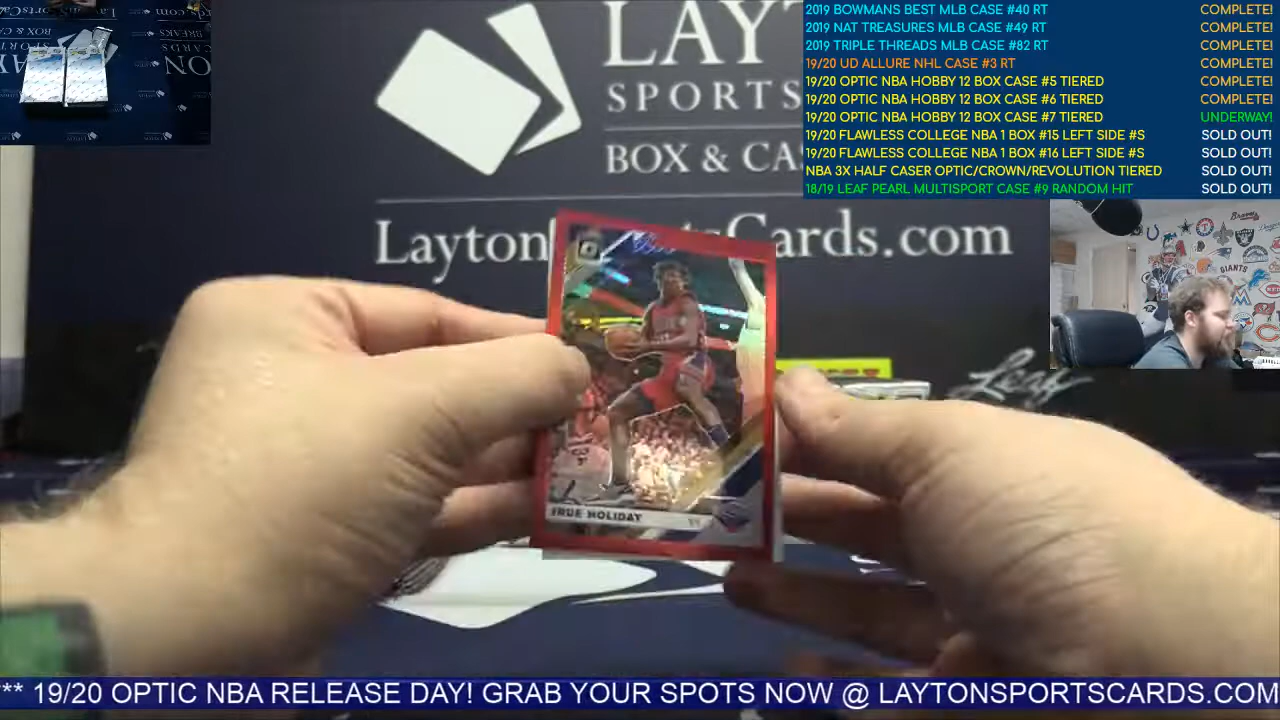 2019 BOWMANS BEST MLB CASE #40 RT COMPLETE!
2019 NAT TREASURES MLB CASE #49 RT COMPLETE!
2019 TRIPLE THREADS MLB CASE #82 RT COMPLETE!
19/20 UD ALLURE NHL CASE #3 RT COMPLETE!
19/20 OPTIC NBA HOBBY 12 BOX CASE #5 TIERED COMPLETE!
19/20 OPTIC NBA HOBBY 12 BOX CASE #6 TIERED COMPLETE!
19/20 OPTIC NBA HOBBY 12 BOX CASE #7 TIERED UNDERWAY!
19/20 FLAWLESS COLLEGE NBA 1 BOX #15 LEFT SIDE #S SOLD OUT!
19/20 FLAWLESS COLLEGE NBA 1 BOX #16 LEFT SIDE #S SOLD OUT!
NBA 3X HALF CASER OPTIC/CROWN/REVOLUTION TIERED SOLD OUT!
18/19 LEAF PEARL MULTISPORT CASE #9 RANDOM HIT SOLD OUT!
LAYT
SPORTS
BOX & CA
Layton sCards.com
JRUE HOLIDAY
Leaf
*** 19/20 OPTIC NBA RELEASE DAY! GRAB YOUR SPOTS NOW @ LAYTONSPORTSCARDS.COM